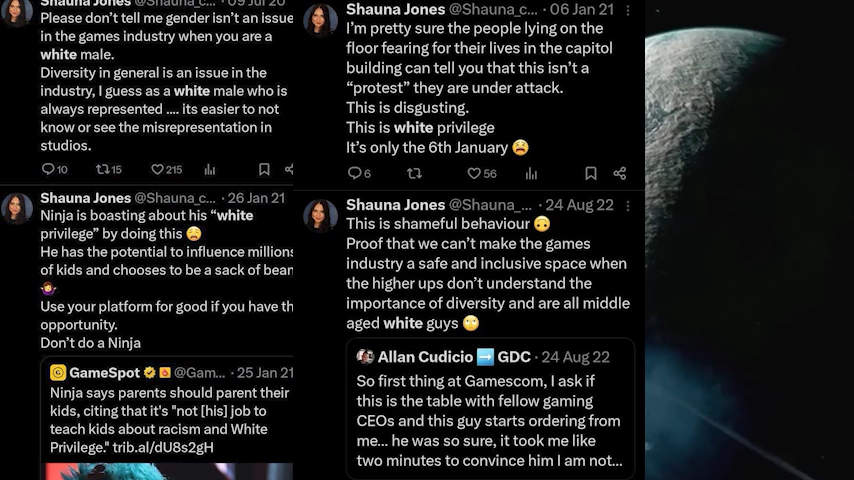 Shauna Jones @Shauna_c... · 09 Jul 20
Please don't tell me gender isn't an issue
in the games industry when you are a
white male.
Diversity in general is an issue in the
industry, I guess as a white male who is
always represented .... its easier to not
know or see the misrepresentation in
studios.
10 15 215
Shauna Jones @Shauna_c... · 26 Jan 21
Ninja is boasting about his "white
privilege" by doing this 😩
He has the potential to influence millions
of kids and chooses to be a sack of bean
🤷‍♀️
Use your platform for good if you have th
opportunity.
Don't do a Ninja
GameSpot @Gam... · 25 Jan 21
Ninja says parents should parent their
kids, citing that it's "not [his] job to
teach kids about racism and White
Privilege." trib.al/dU8s2gH
Shauna Jones @Shauna_c... · 06 Jan 21
I'm pretty sure the people lying on the
floor fearing for their lives in the capitol
building can tell you that this isn't a
"protest" they are under attack.
This is disgusting.
This is white privilege
It's only the 6th January 😩
6 56
Shauna Jones @Shauna_... · 24 Aug 22
This is shameful behaviour 🙃
Proof that we can't make the games
industry a safe and inclusive space when
the higher ups don't understand the
importance of diversity and are all middle
aged white guys 🙄
Allan Cudicio ➡️ GDC · 24 Aug 22
So first thing at Gamescom, I ask if
this is the table with fellow gaming
CEOs and this guy starts ordering from
me... he was so sure, it took me like
two minutes to convince him I am not...